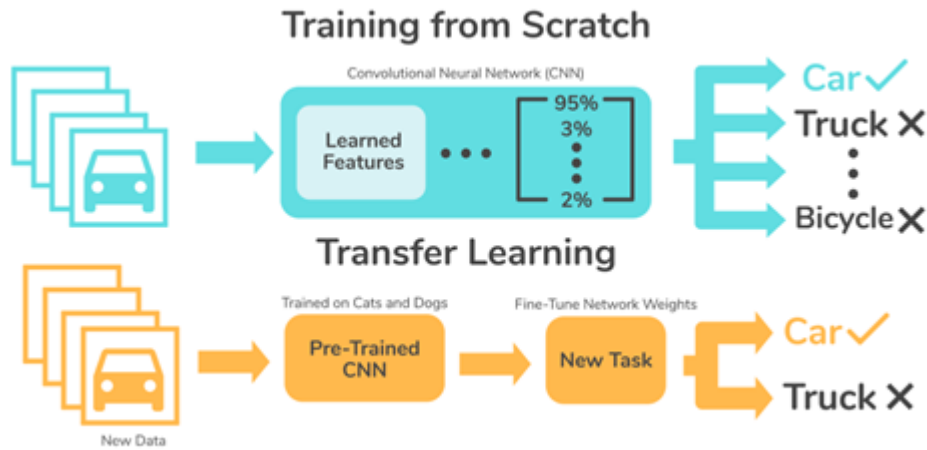 Training from Scratch
Convolutional Neural Network (CNN)
Learned
Features
95%
3%
2%
Car
Truck
Bicycle
Transfer Learning
Trained on Cats and Dogs
Pre-Trained
CNN
Fine-Tune Network Weights
New Task
Car
Truck
New Data